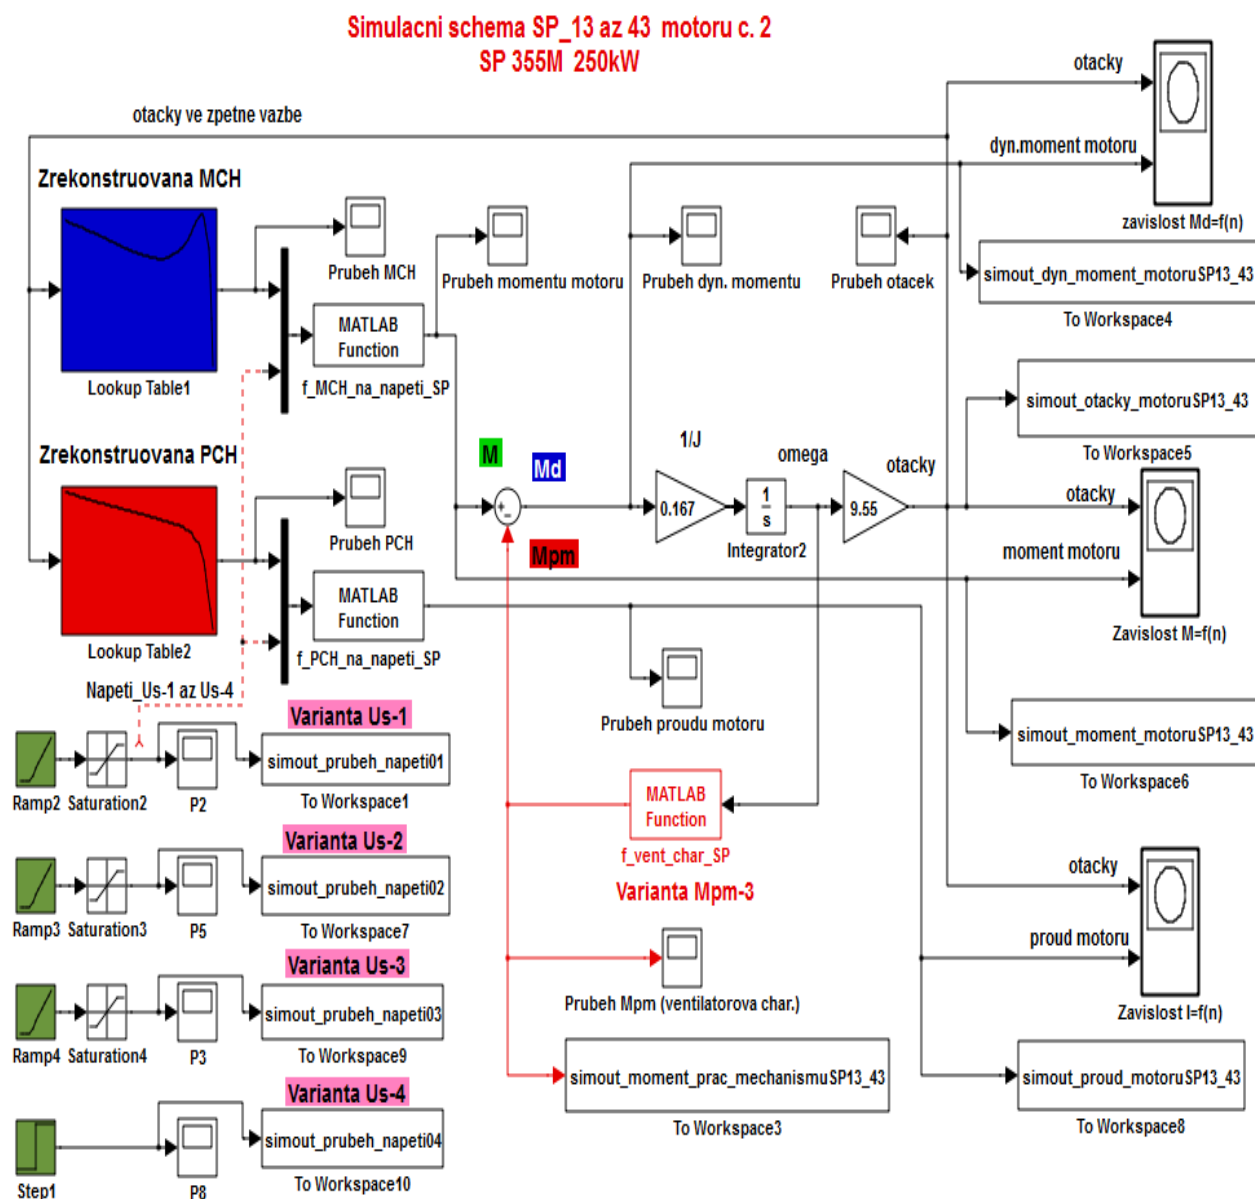 Simulacni schema SP_13 az 43 motoru c. 2
SP 355M 250kW
otacky
otacky ve zpetne vazbe
dyn.moment motoru
Zrekonstruovana MCH
zavislost Md=f(n)
Prubeh MCH
Prubeh momentu motoru
Prubeh dyn. momentu
Prubeh otacek
simout_dyn_moment_motoruSP13_43
To Workspace4
MATLAB
Function
f_MCH_na_napeti_SP
Lookup Table1
simout_otacky_motoruSP13_43
To Workspace5
Zrekonstruovana PCH
M
Md
1/J
omega
otacky
otacky
+
-
0.167
1
s
9.55
Integrator2
Prubeh PCH
Mpm
moment motoru
MATLAB
Function
f_PCH_na_napeti_SP
Zavislost M=f(n)
Lookup Table2
Napeti_Us-1 az Us-4
Prubeh proudu motoru
Varianta Us-1
simout_prubeh_napeti01
Ramp2
Saturation2
P2
To Workspace1
simout_moment_motoruSP13_43
To Workspace6
MATLAB
Function
f_vent_char_SP
Varianta Mpm-3
Varianta Us-2
simout_prubeh_napeti02
Ramp3
Saturation3
P5
To Workspace7
otacky
proud motoru
Zavislost I=f(n)
Varianta Us-3
simout_prubeh_napeti03
Ramp4
Saturation4
P3
To Workspace9
Prubeh Mpm (ventilatorova char.)
simout_moment_prac_mechanismuSP13_43
To Workspace3
simout_proud_motoruSP13_43
To Workspace8
Varianta Us-4
simout_prubeh_napeti04
Step1
P8
To Workspace10